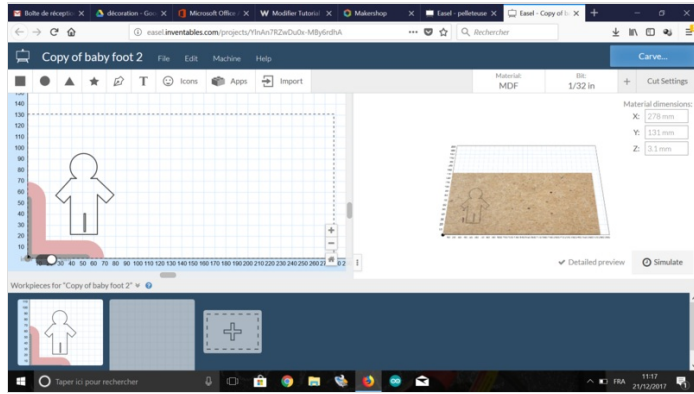 Boîte de réceptio × décoration - Goo × Microsoft Office × W Modifier Tutorial × Makershop × Easel - pelleteuse × Easel - Copy of b × +
easel.inventables.com/projects/YlnAn7RZwDu0x-MBy6rdhA Rechercher
Copy of baby foot 2 File Edit Machine Help Carve...
T Icons Apps Import Material: MDF Bit: 1/32 in + Cut Settings
Material dimensions:
X: 278 mm
Y: 131 mm
Z: 3.1 mm
140
130
120
110
100
90
80
70
60
50
40
30
20
10
30 40 50 60 70 80 90 100 110 120 130 140 150 160 170 180 190 200 210 220 230 240 250 260
+
−
Detailed preview Simulate
Workpieces for "Copy of baby foot 2"
Taper ici pour rechercher FRA 11:17
21/12/2017